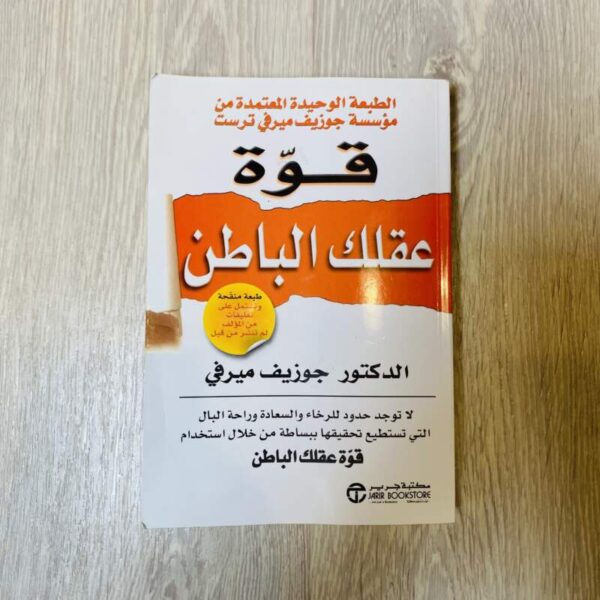 الطبعة الوحيدة المعتمدة من
مؤسسة جوزيف ميرفي ترست
قوّة
عقلك الباطن
طبعة منقحة
وتشتمل على
تعليقات
من المؤلف
لم تنشر من قبل
الدكتور جوزيف ميرفي
لا توجد حدود للرخاء والسعادة وراحة البال
التي تستطيع تحقيقها ببساطة من خلال استخدام
قوّة عقلك الباطن
مكتبة جرير
JARIR BOOKSTORE